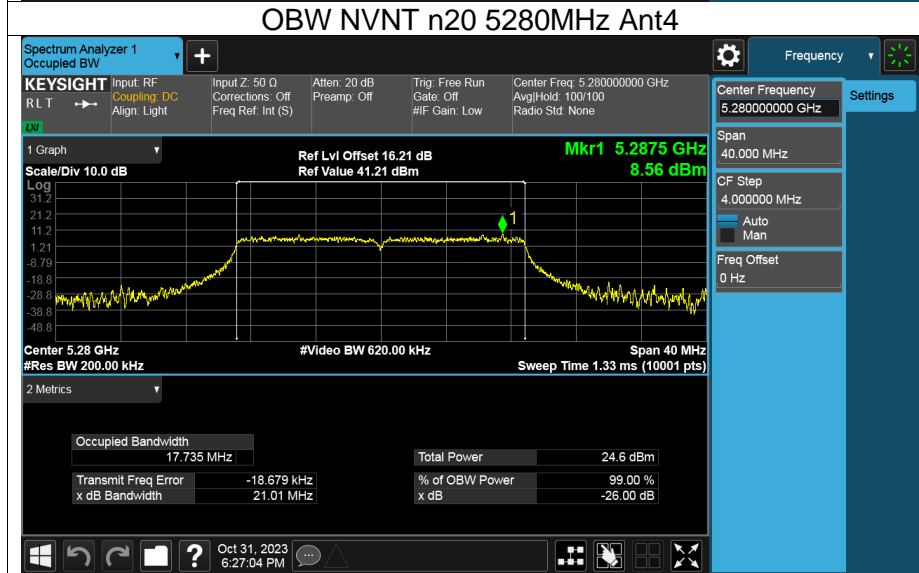 OBW NVNT n20 5280MHz Ant4
Spectrum Analyzer 1
Occupied BW
+
Frequency
KEYSIGHT
RLT
LXI
Input: RF
Coupling: DC
Align: Light
Input Z: 50 Ω
Corrections: Off
Freq Ref: Int (S)
Atten: 20 dB
Preamp: Off
Trig: Free Run
Gate: Off
#IF Gain: Low
Center Freq: 5.280000000 GHz
Avg|Hold: 100/100
Radio Std: None
Center Frequency
5.280000000 GHz
Settings
Span
40.000 MHz
CF Step
4.000000 MHz
Auto
Man
Freq Offset
0 Hz
1 Graph
Scale/Div 10.0 dB
Ref Lvl Offset 16.21 dB
Ref Value 41.21 dBm
Mkr1 5.2875 GHz
8.56 dBm
Log
31.2
21.2
11.2
1.21
-8.79
-18.8
-28.8
-38.8
-48.8
1
Center 5.28 GHz
#Res BW 200.00 kHz
#Video BW 620.00 kHz
Span 40 MHz
Sweep Time 1.33 ms (10001 pts)
2 Metrics
Occupied Bandwidth
17.735 MHz
Total Power 24.6 dBm
Transmit Freq Error -18.679 kHz
% of OBW Power 99.00 %
x dB Bandwidth 21.01 MHz
x dB -26.00 dB
?
Oct 31, 2023
6:27:04 PM